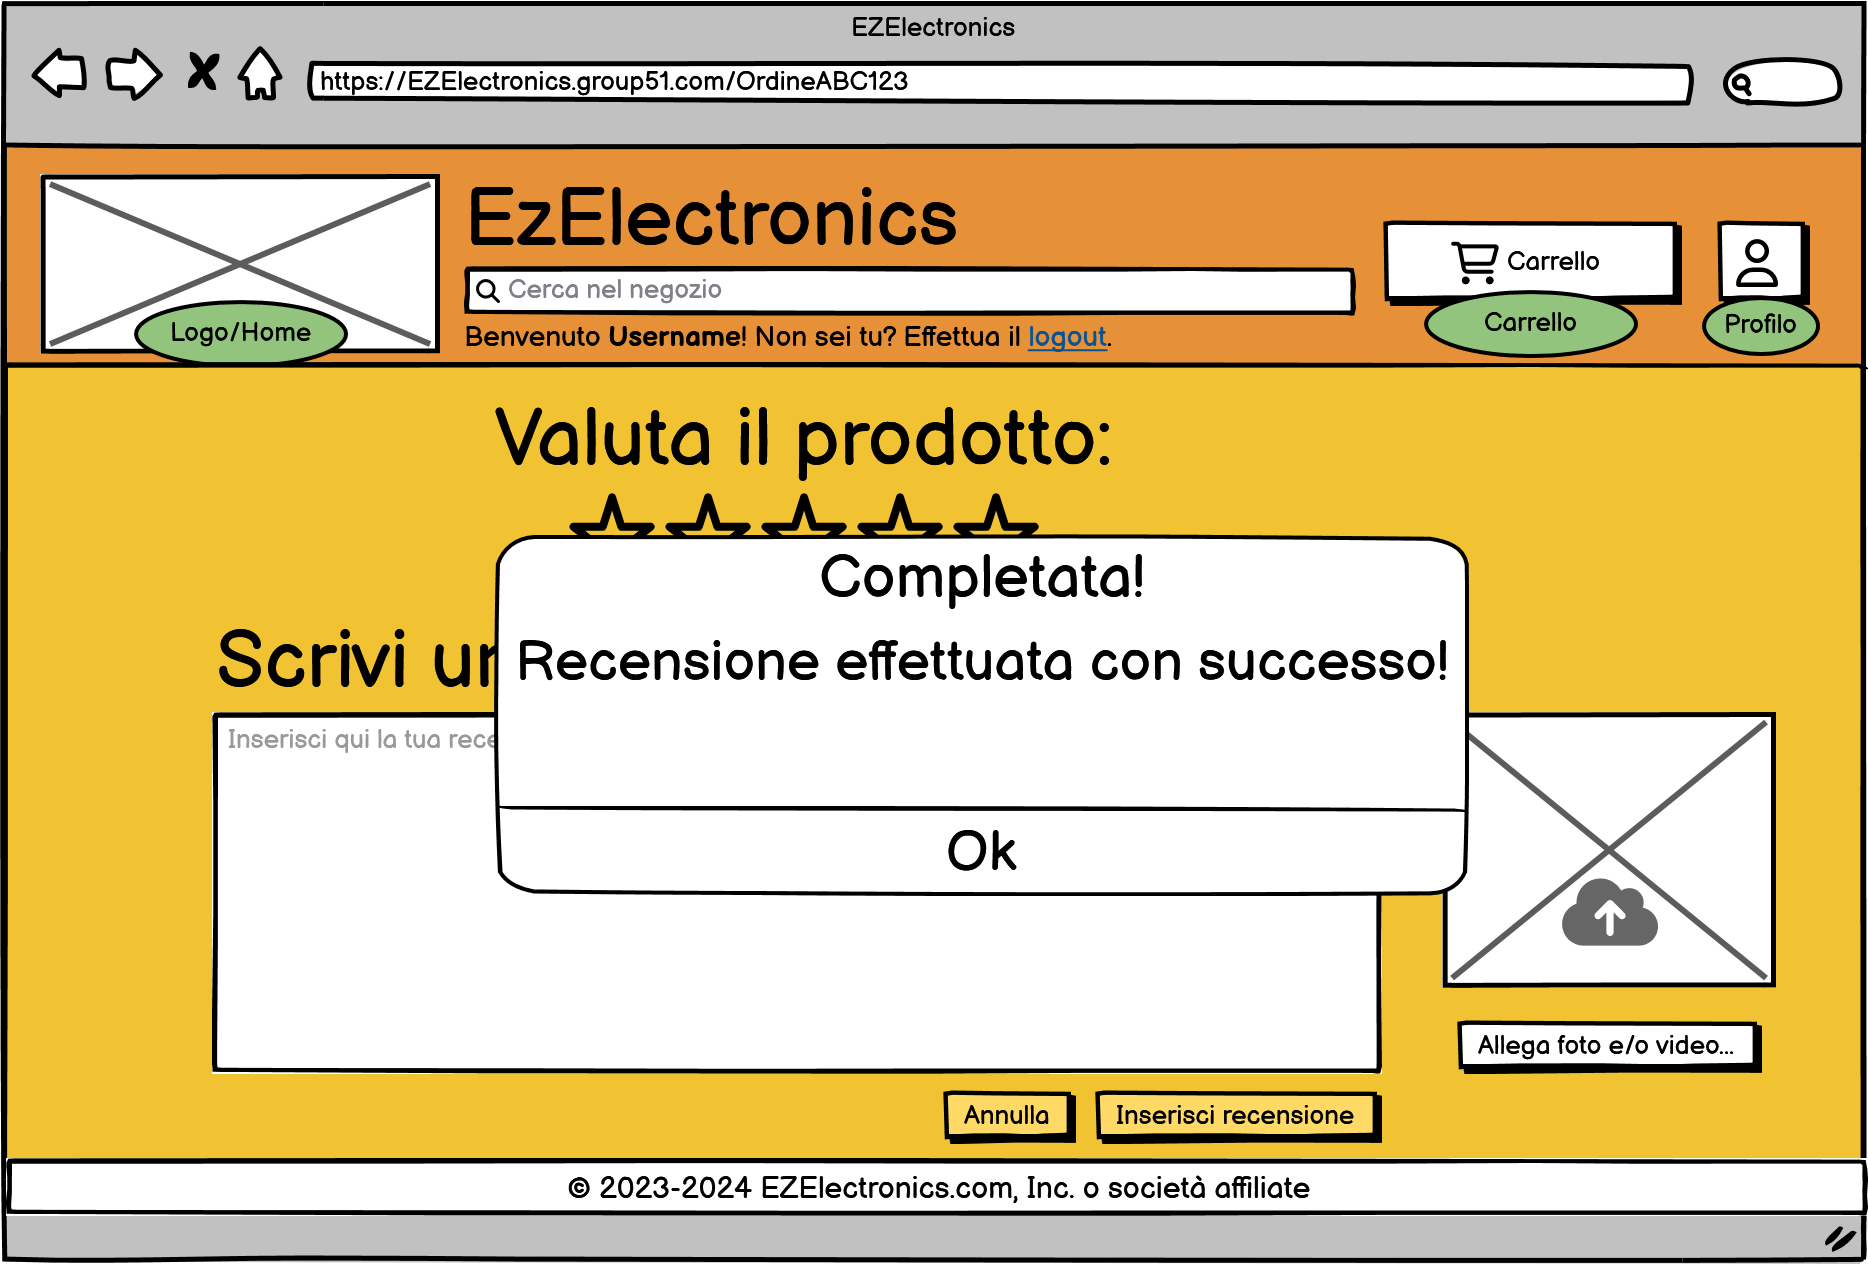 EZElectronics
https://EZElectronics.group51.com/OrdineABC123
EzElectronics
Cerca nel negozio
Benvenuto Username! Non sei tu? Effettua il logout.
Logo/Home
Carrello
Carrello
Profilo
Valuta il prodotto:
Completata!
Recensione effettuata con successo!
Ok
Scrivi
Inserisci qui la tua
Allega foto e/o video...
Annulla
Inserisci recensione
© 2023-2024 EZElectronics.com, Inc. o società affiliate